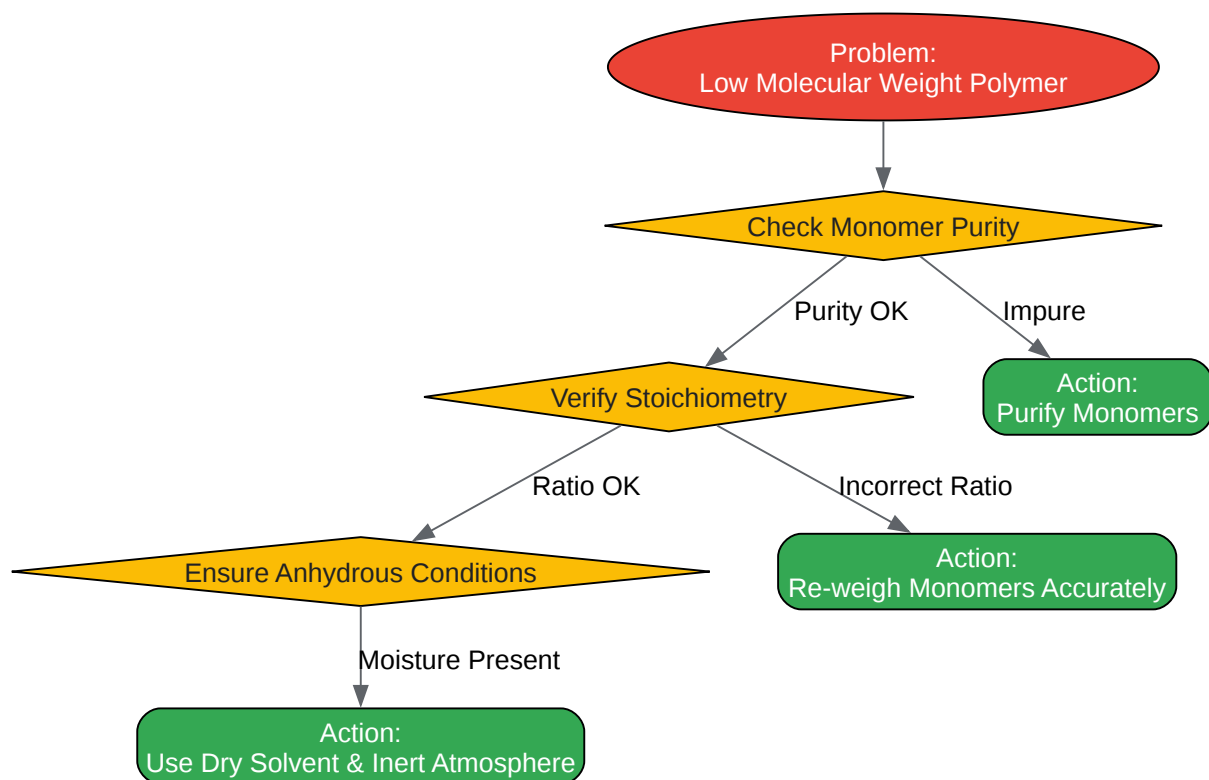 Problem:
Low Molecular Weight Polymer
Check Monomer Purity
Purity OK
Impure
Action:
Purify Monomers
Verify Stoichiometry
Ratio OK
Incorrect Ratio
Action:
Re-weigh Monomers Accurately
Ensure Anhydrous Conditions
Moisture Present
Action:
Use Dry Solvent & Inert Atmosphere